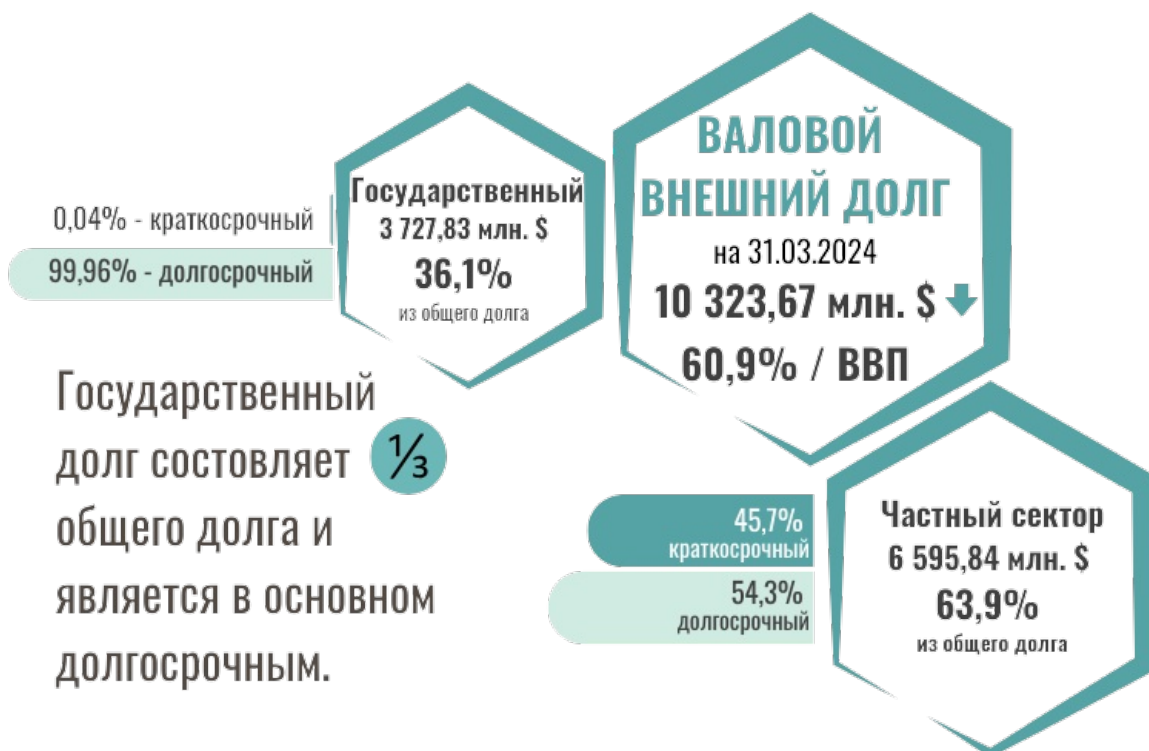 ВАЛОВОЙ
ВНЕШНИЙ ДОЛГ
на 31.03.2024
10 323,67 млн. $
60,9% / ВВП
Государственный
3 727,83 млн. $
36,1%
из общего долга
0,04% - краткосрочный
99,96% - долгосрочный
Государственный
долг состовляет ⅓
общего долга и
является в основном
долгосрочным.
Частный сектор
6 595,84 млн. $
63,9%
из общего долга
45,7%
краткосрочный
54,3%
долгосрочный